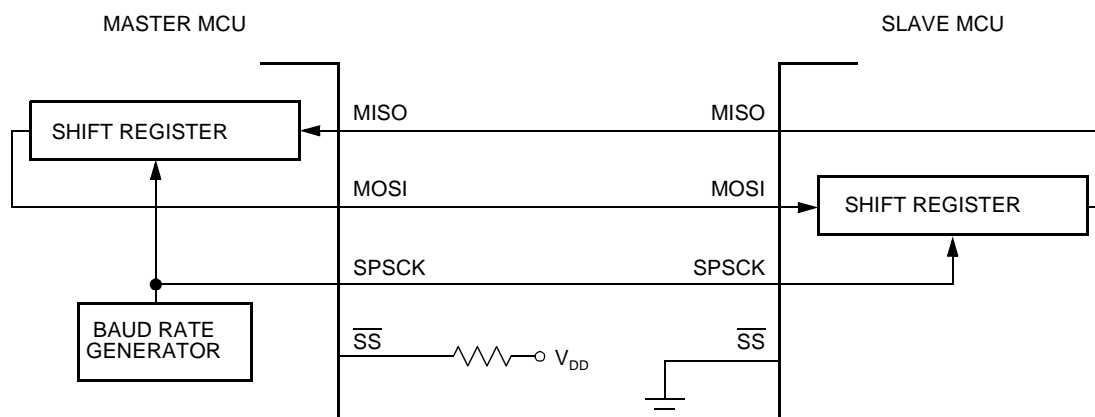 MASTER MCU
SLAVE MCU
SHIFT REGISTER
MISO
MISO
MOSI
MOSI
SHIFT REGISTER
SPSCK
SPSCK
BAUD RATE
GENERATOR
SS
VDD
SS